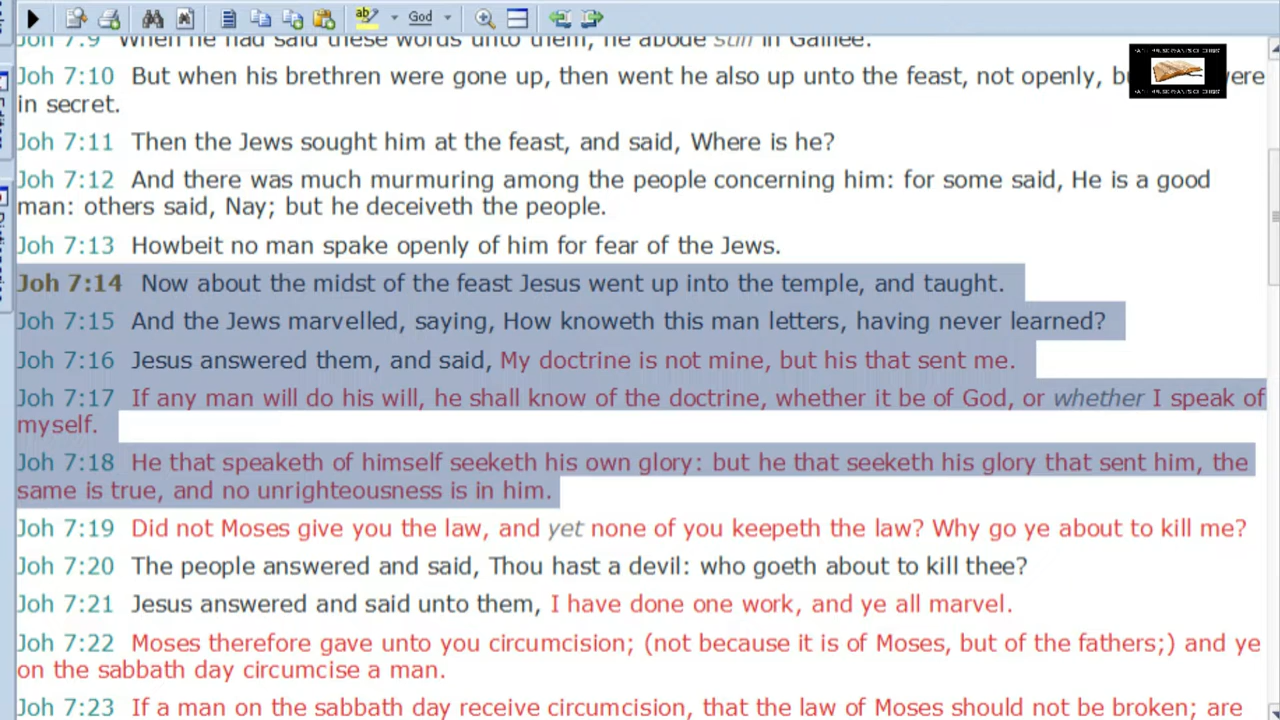 God
Joh 7:9 When he had said these words unto them, he abode still in Galilee.
Joh 7:10 But when his brethren were gone up, then went he also up unto the feast, not openly, but were
in secret.
Joh 7:11 Then the Jews sought him at the feast, and said, Where is he?
Joh 7:12 And there was much murmuring among the people concerning him: for some said, He is a good
man: others said, Nay; but he deceiveth the people.
Joh 7:13 Howbeit no man spake openly of him for fear of the Jews.
Joh 7:14 Now about the midst of the feast Jesus went up into the temple, and taught.
Joh 7:15 And the Jews marvelled, saying, How knoweth this man letters, having never learned?
Joh 7:16 Jesus answered them, and said, My doctrine is not mine, but his that sent me.
Joh 7:17 If any man will do his will, he shall know of the doctrine, whether it be of God, or whether I speak of
myself.
Joh 7:18 He that speaketh of himself seeketh his own glory: but he that seeketh his glory that sent him, the
same is true, and no unrighteousness is in him.
Joh 7:19 Did not Moses give you the law, and yet none of you keepeth the law? Why go ye about to kill me?
Joh 7:20 The people answered and said, Thou hast a devil: who goeth about to kill thee?
Joh 7:21 Jesus answered and said unto them, I have done one work, and ye all marvel.
Joh 7:22 Moses therefore gave unto you circumcision; (not because it is of Moses, but of the fathers;) and ye
on the sabbath day circumcise a man.
Joh 7:23 If a man on the sabbath day receive circumcision, that the law of Moses should not be broken; are